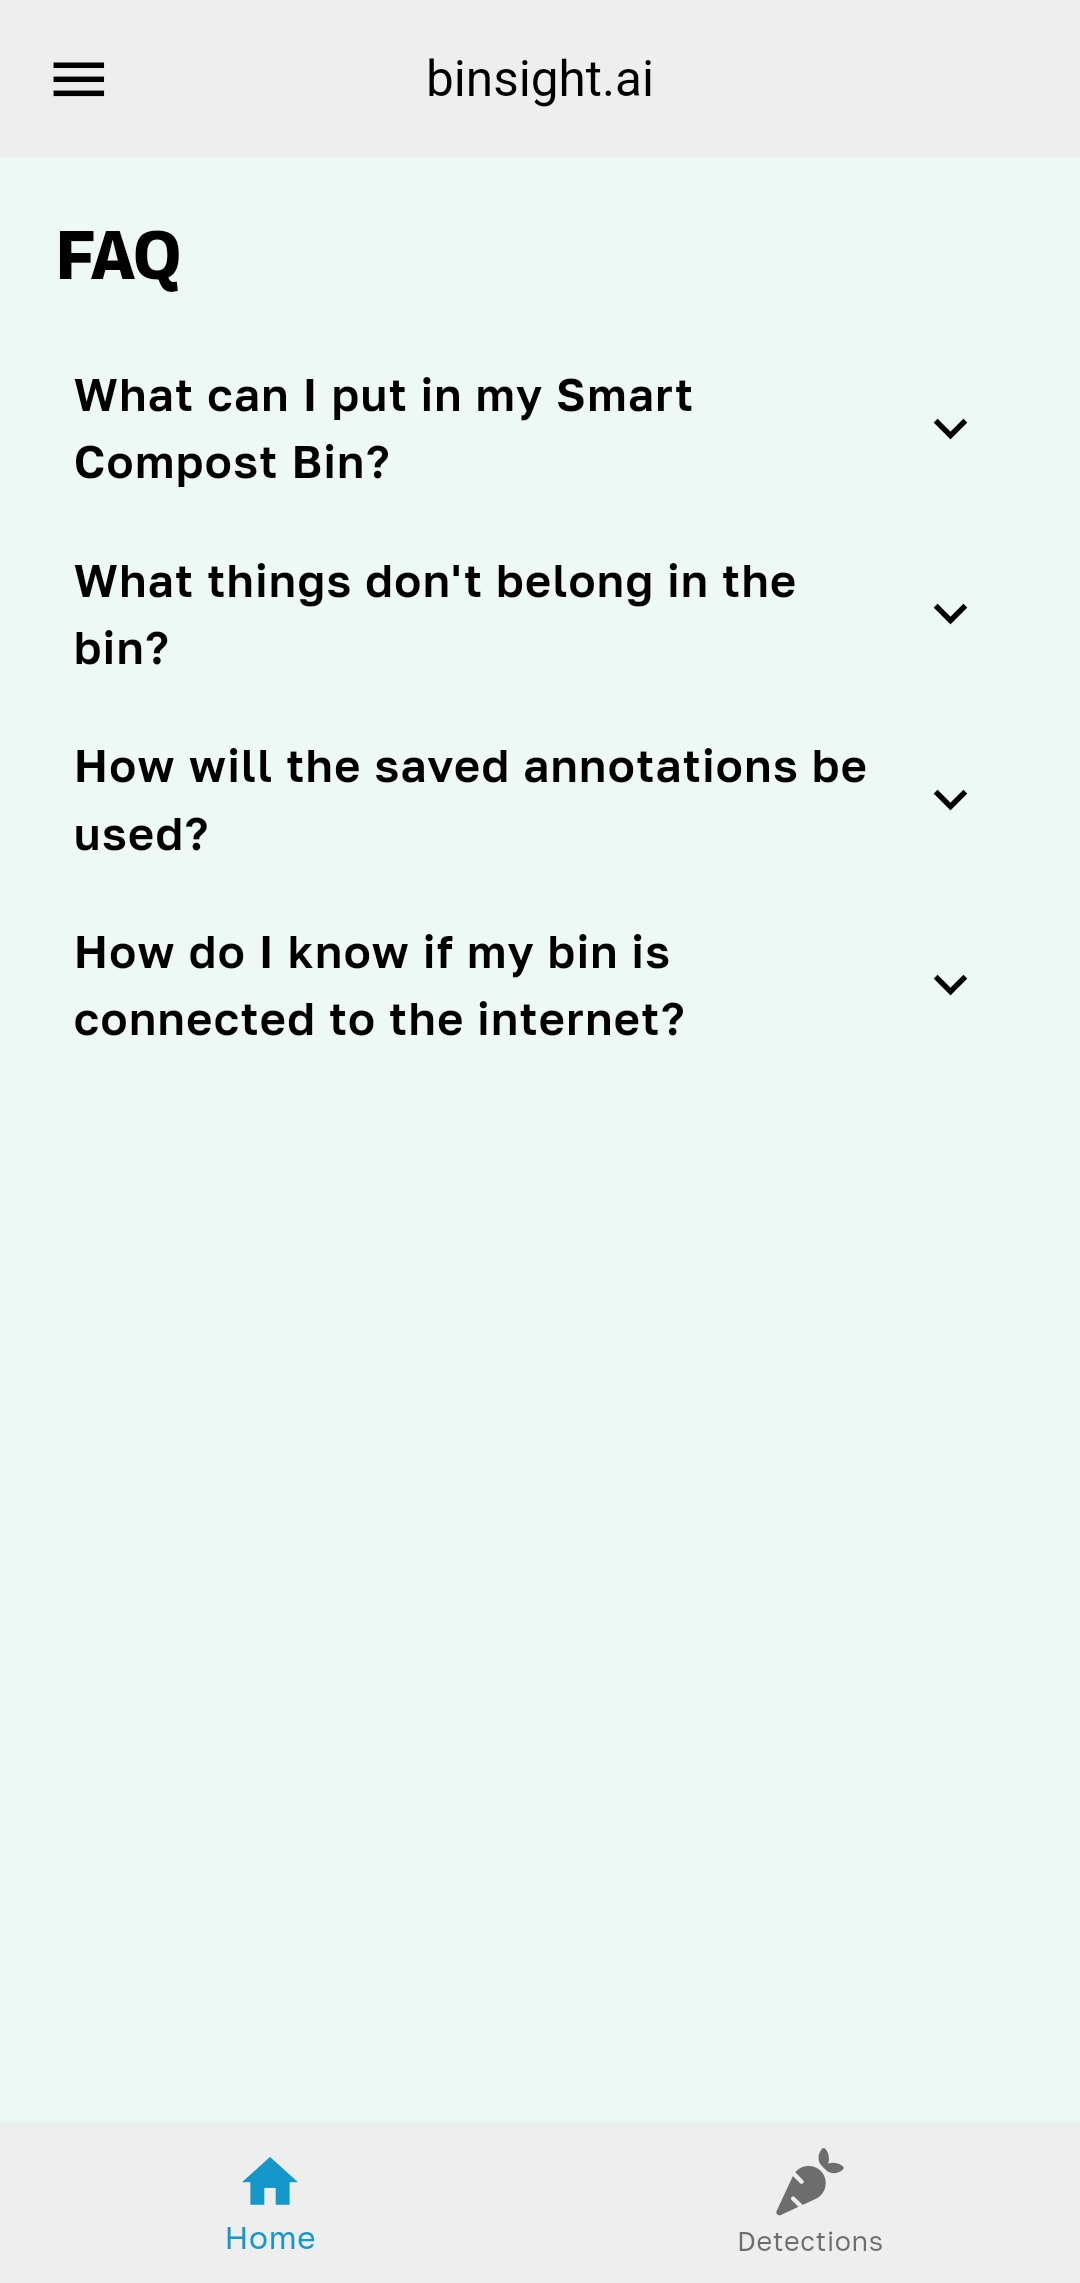 binsight.ai
FAQ
What can I put in my Smart
Compost Bin?
What things don't belong in the
bin?
How will the saved annotations be
used?
How do I know if my bin is
connected to the internet?
Home
Detections